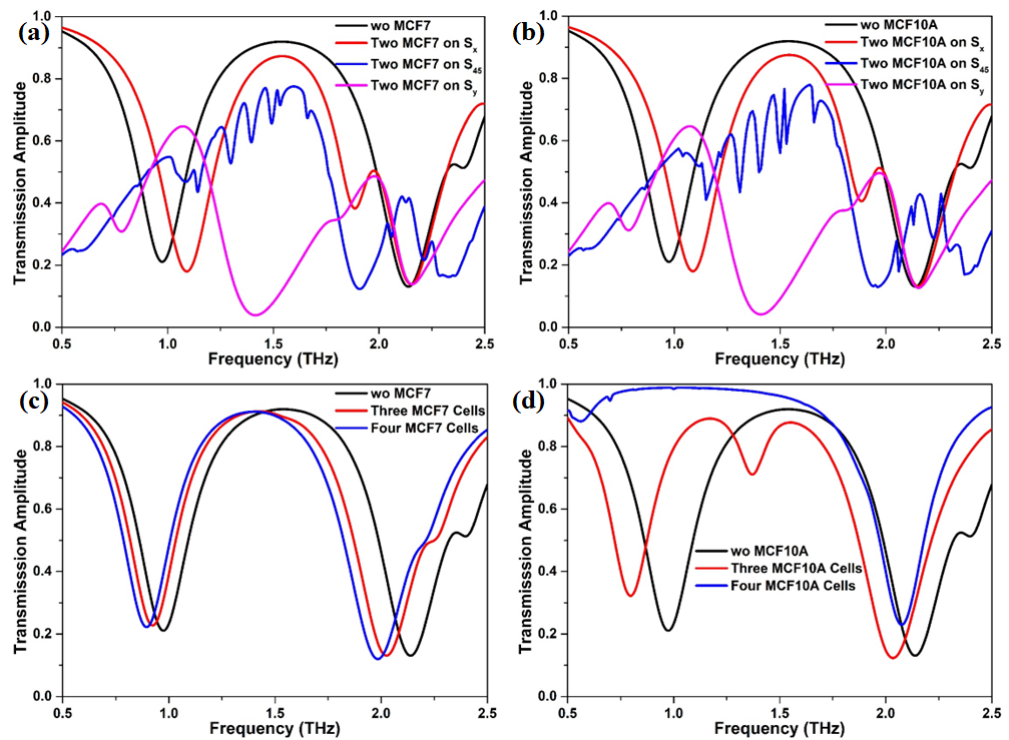 (a)
Transmisssion Amplitude
1.0
0.8
0.6
0.4
0.2
0.0
wo MCF7
Two MCF7 on Sx
Two MCF7 on S45
Two MCF7 on Sy
0.5 1.0 1.5 2.0 2.5
Frequency (THz)
(b)
Transmisssion Amplitude
1.0
0.8
0.6
0.4
0.2
0.0
wo MCF10A
Two MCF10A on Sx
Two MCF10A on S45
Two MCF10A on Sy
0.5 1.0 1.5 2.0 2.5
Frequency (THz)
(c)
Transmisssion Amplitude
1.0
0.8
0.6
0.4
0.2
0.0
wo MCF7
Three MCF7 Cells
Four MCF7 Cells
0.5 1.0 1.5 2.0 2.5
Frequency (THz)
(d)
Transmisssion Amplitude
1.0
0.8
0.6
0.4
0.2
0.0
wo MCF10A
Three MCF10A Cells
Four MCF10A Cells
0.5 1.0 1.5 2.0 2.5
Frequency (THz)